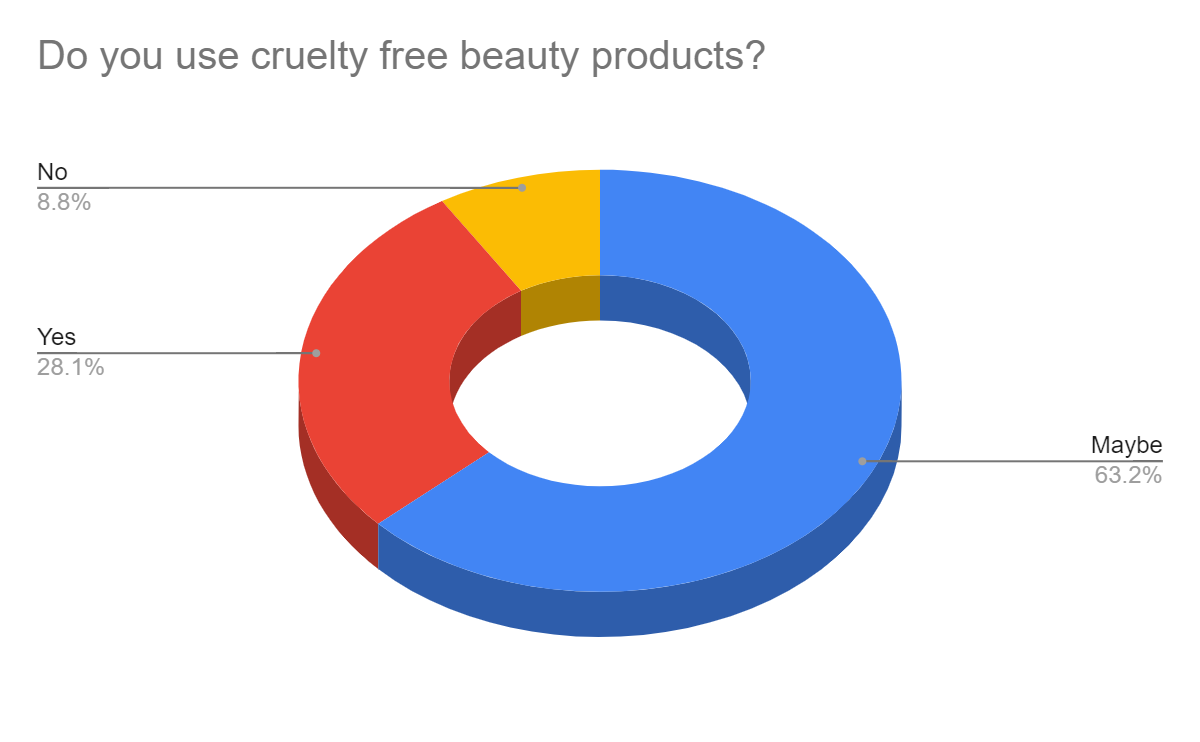 Do you use cruelty free beauty products?
No
8.8%
Yes
28.1%
Maybe
63.2%